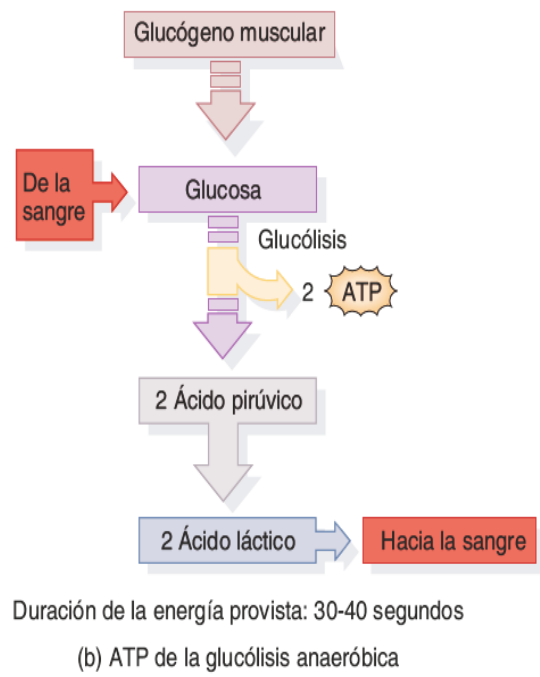 Glucógeno muscular
De la
sangre
Glucosa
Glucólisis
2 ATP
2 Ácido pirúvico
2 Ácido láctico
Hacia la sangre
Duración de la energía provista: 30-40 segundos
(b) ATP de la glucólisis anaeróbica